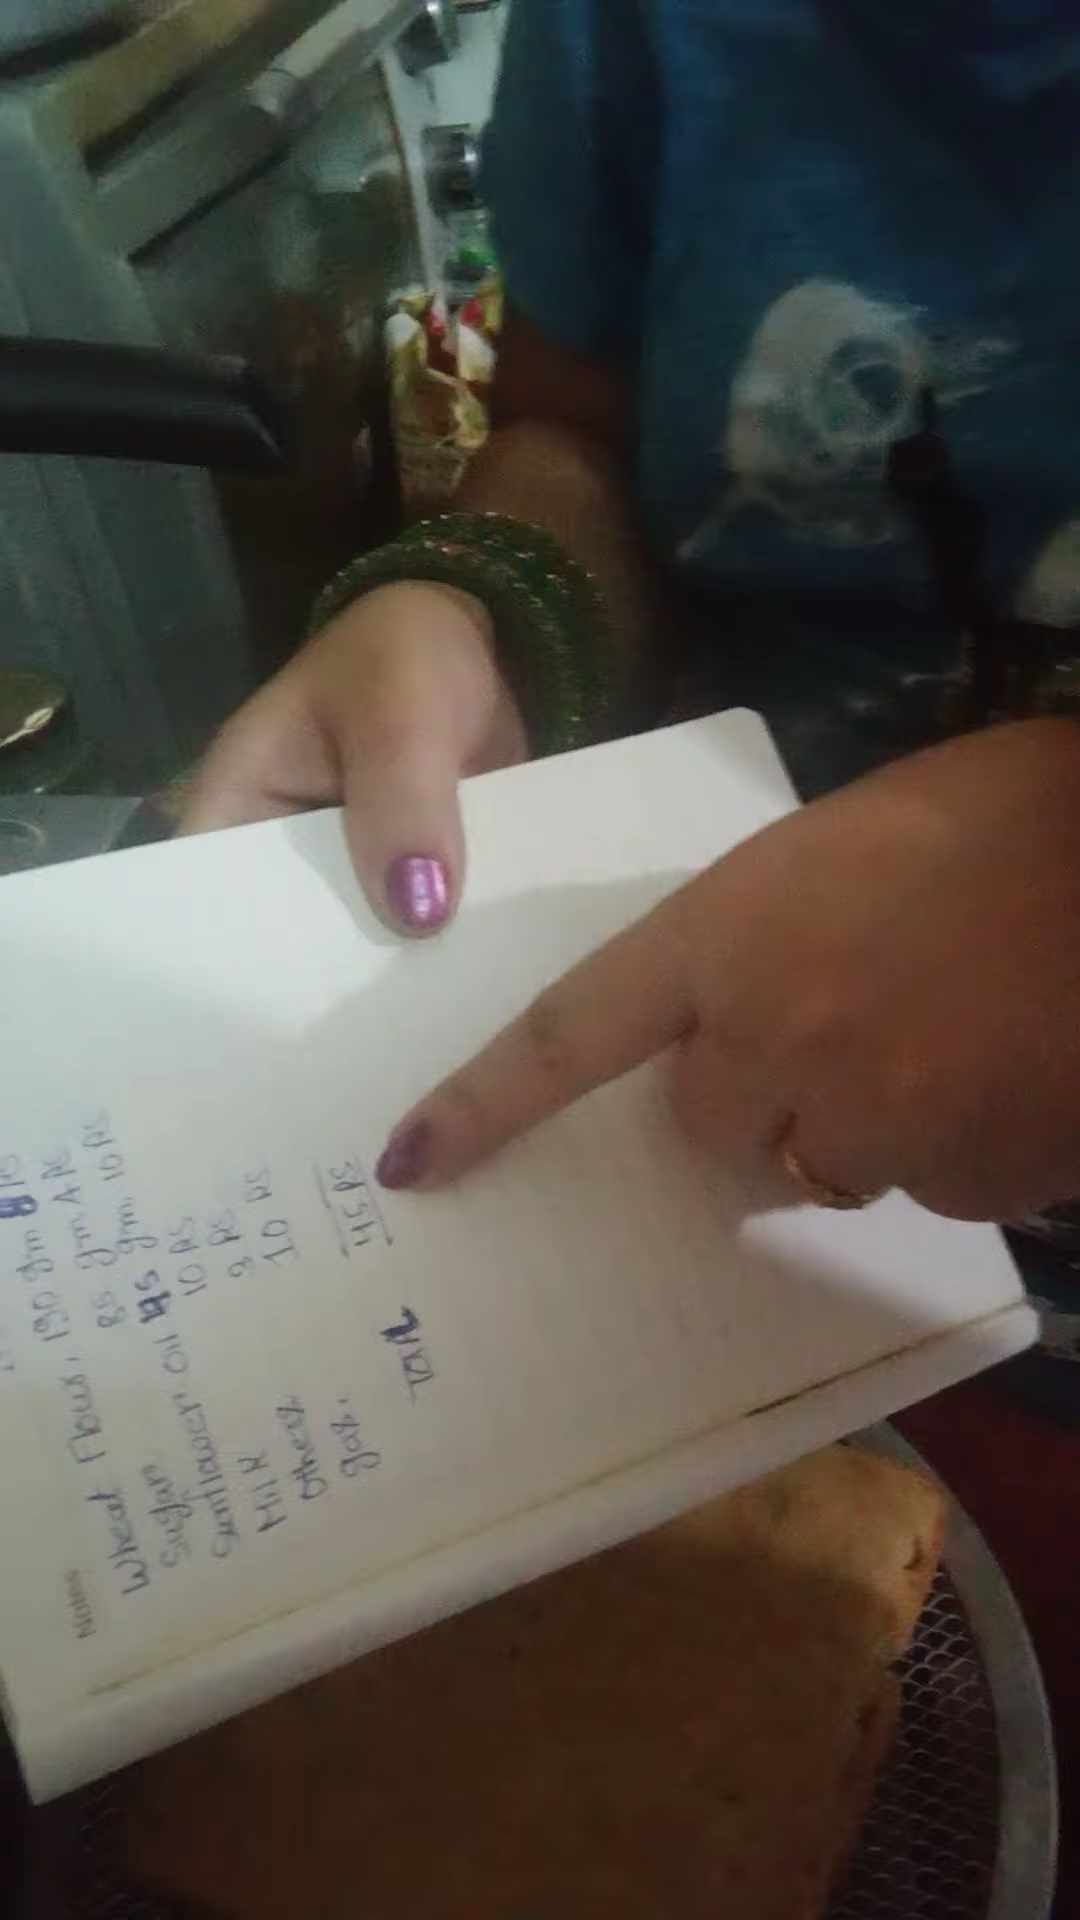 Name
Wheat Flour, 190 gm 8 RS
Sugar 85 gm 4 RS
Sunflower oil 45 gm, 10 RS
Milk 10 RS
Others 3 RS
gas, 10 RS
Total 45 RS